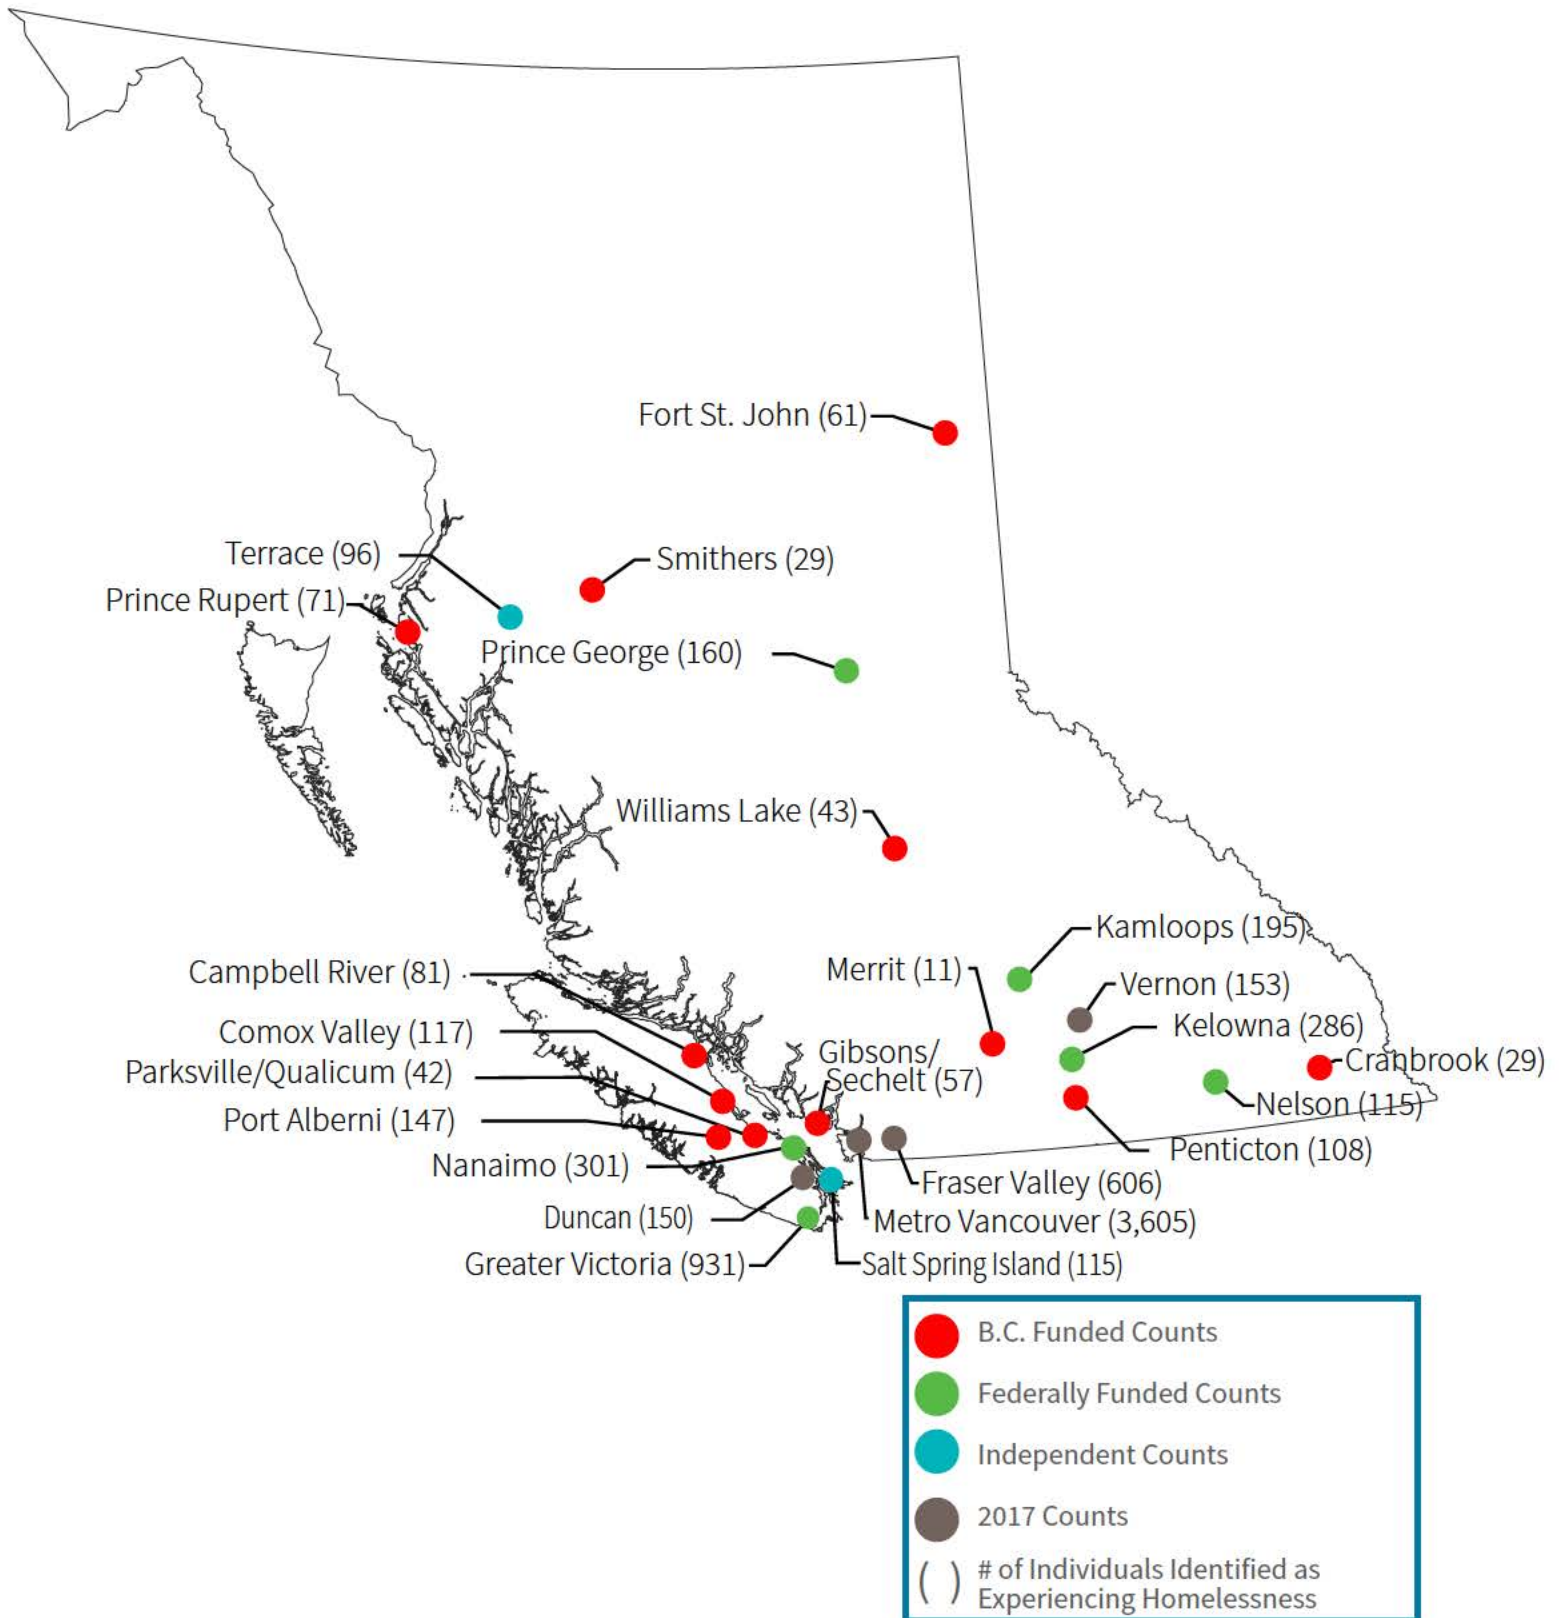 Fort St. John (61)
Terrace (96)
Smithers (29)
Prince Rupert (71)
Prince George (160)
Williams Lake (43)
Kamloops (195)
Campbell River (81)
Merrit (11)
Vernon (153)
Comox Valley (117)
Kelowna (286)
Gibsons/
Sechelt (57)
Cranbrook (29)
Parksville/Qualicum (42)
Nelson (115)
Port Alberni (147)
Penticton (108)
Nanaimo (301)
Fraser Valley (606)
Duncan (150)
Metro Vancouver (3,605)
Greater Victoria (931)
Salt Spring Island (115)
B.C. Funded Counts
Federally Funded Counts
Independent Counts
2017 Counts
( ) # of Individuals Identified as
Experiencing Homelessness